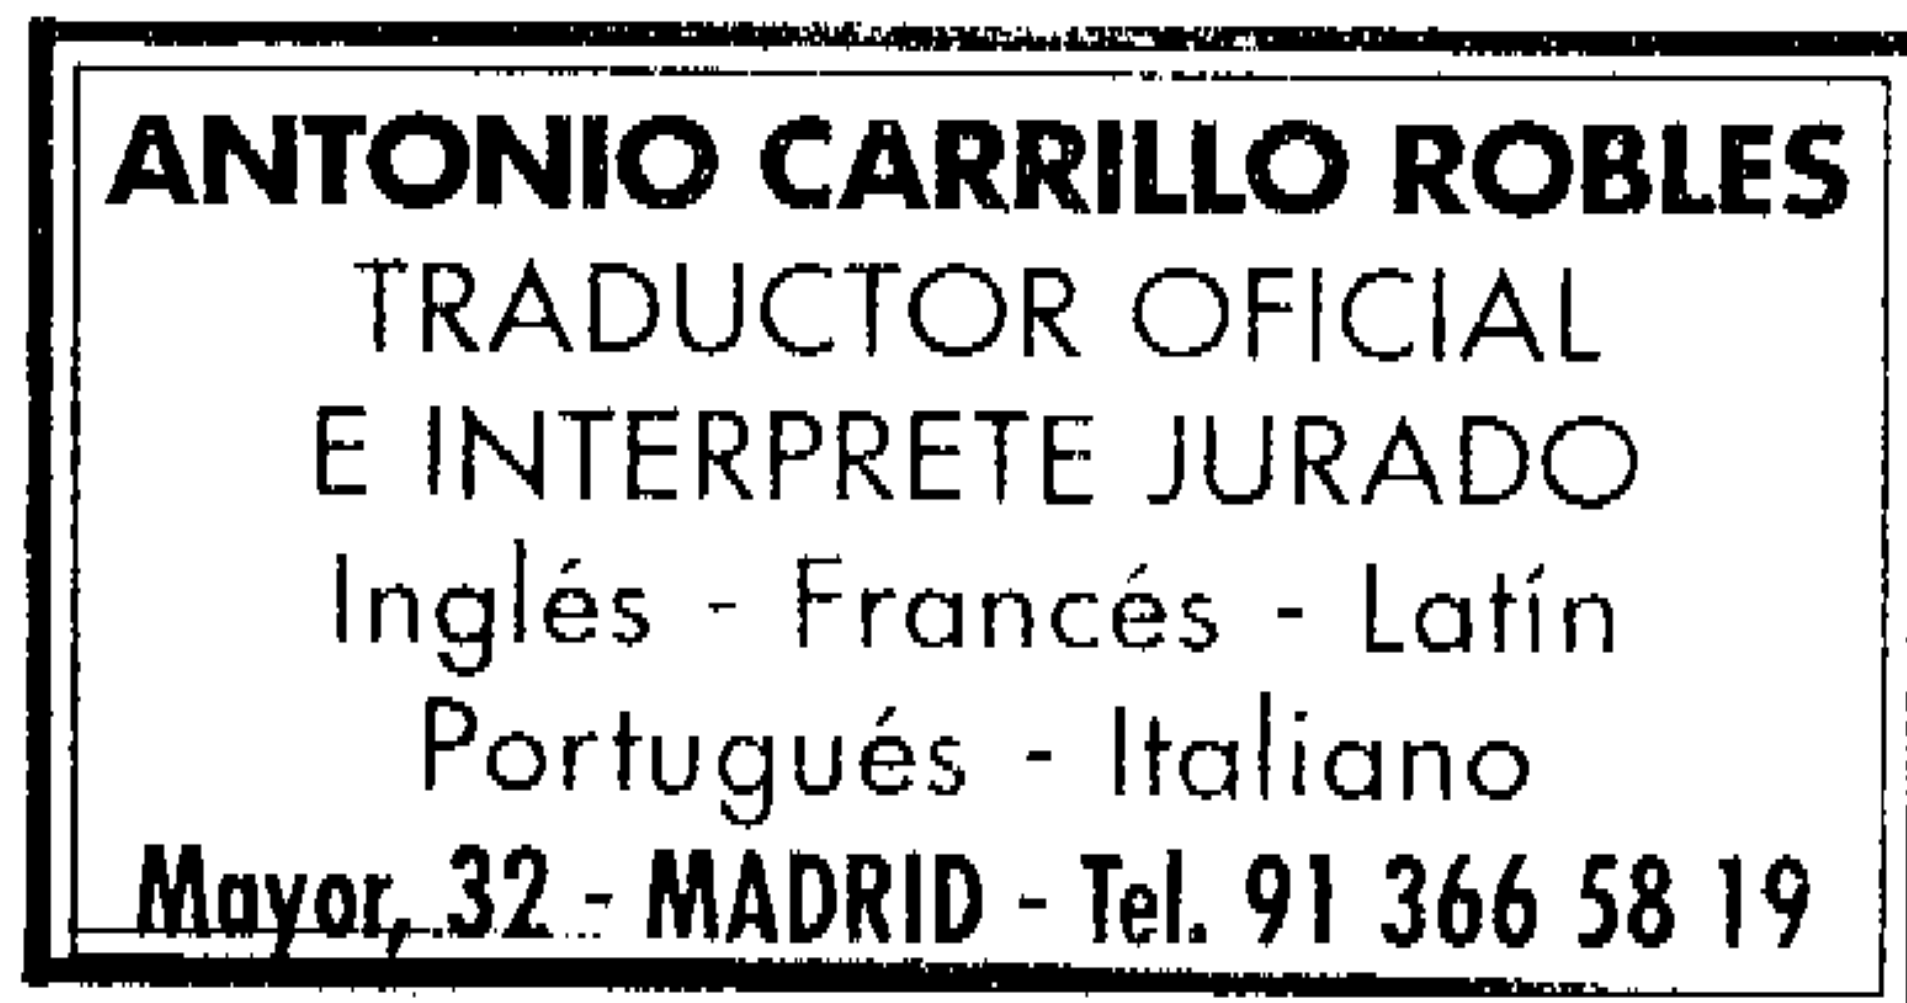 ANTONIO CARRILLO ROBLES
TRADUCTOR OFICIAL
E INTERPRETE JURADO
Inglés - Francés - Latín
Portugués - Italiano
Mayor, 32 - MADRID - Tel. 91 366 58 19